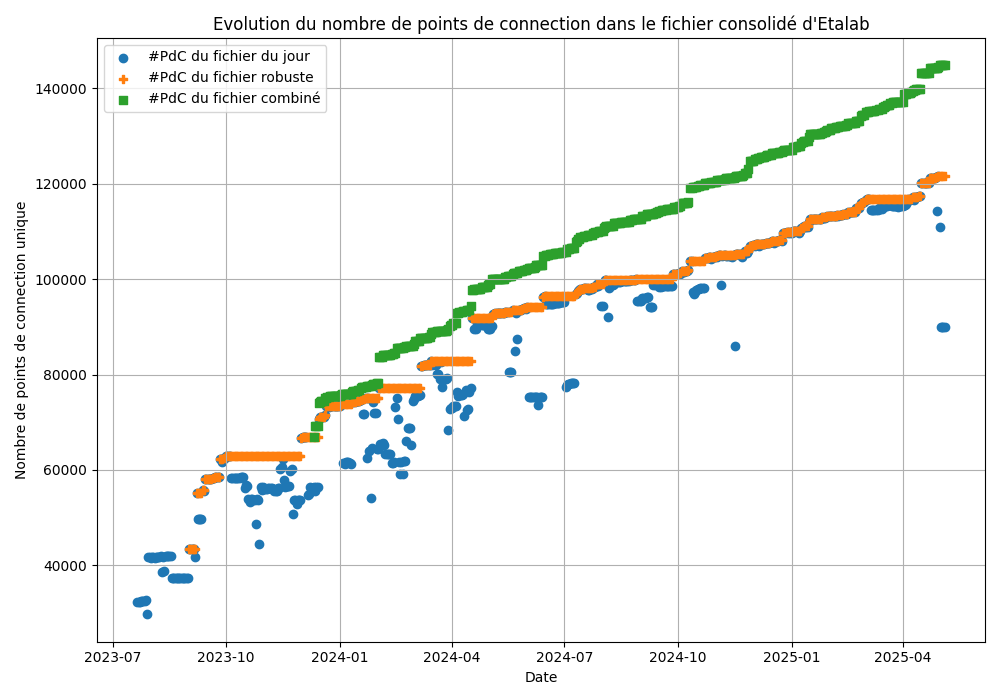 Evolution du nombre de points de connection dans le fichier consolidé d'Etalab
#PdC du fichier du jour
#PdC du fichier robuste
#PdC du fichier combiné
Nombre de points de connection unique
140000
120000
100000
80000
60000
40000
2023-07 2023-10 2024-01 2024-04 2024-07 2024-10 2025-01 2025-04
Date